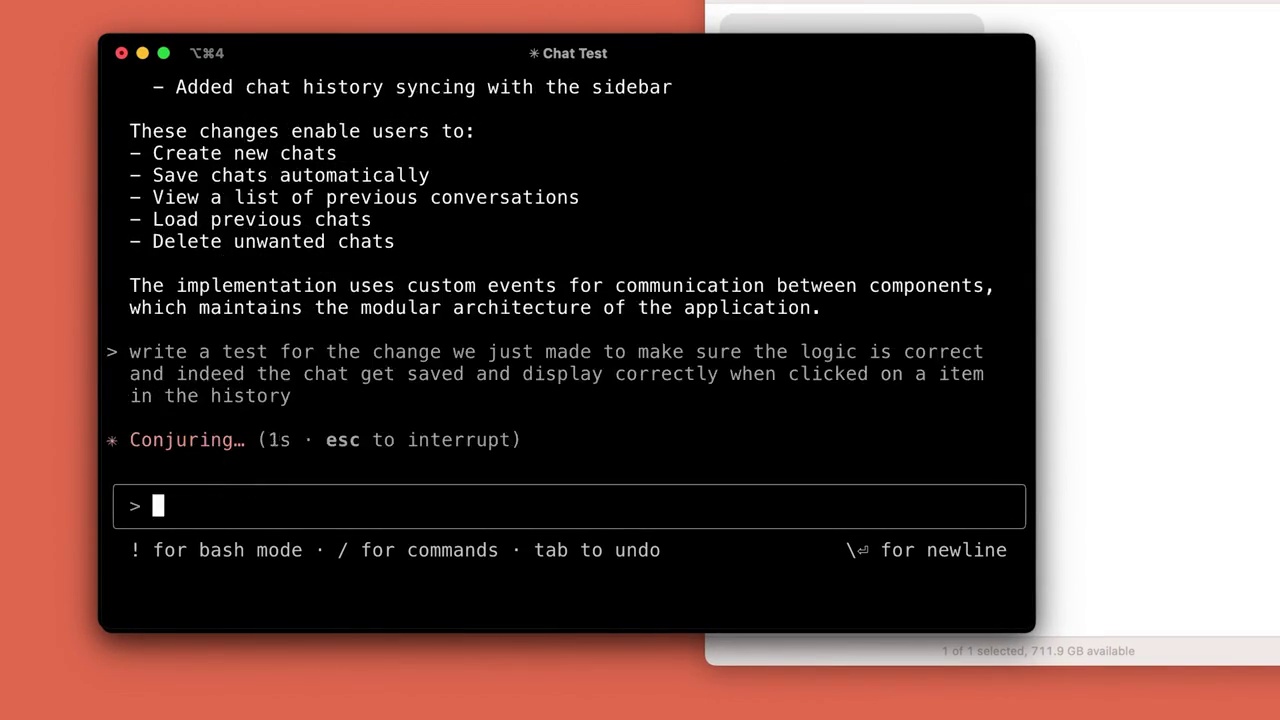 ⌥⌘4
✳ Chat Test
– Added chat history syncing with the sidebar
These changes enable users to:
– Create new chats
– Save chats automatically
– View a list of previous conversations
– Load previous chats
– Delete unwanted chats
The implementation uses custom events for communication between components,
which maintains the modular architecture of the application.
> write a test for the change we just made to make sure the logic is correct
and indeed the chat get saved and display correctly when clicked on a item
in the history
✳ Conjuring… (1s · esc to interrupt)
>
! for bash mode · / for commands · tab to undo
\⏎ for newline
1 of 1 selected, 711.9 GB available